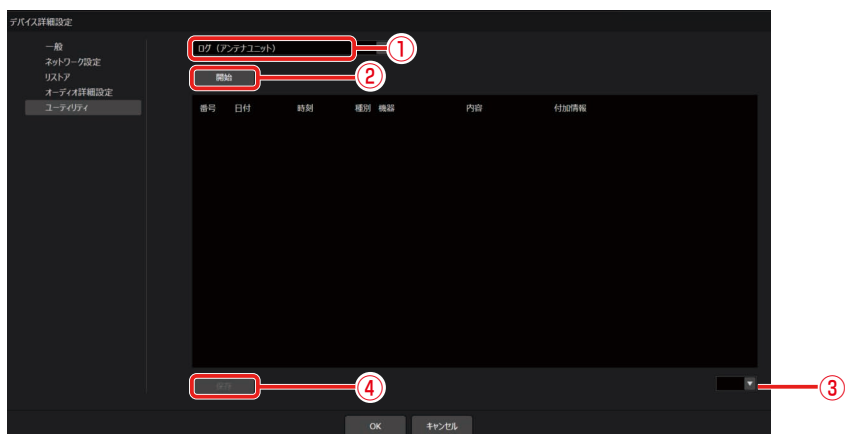 デバイス詳細設定
一般
ネットワーク設定
リストア
オーディオ詳細設定
ユーティリティ
ログ（アンテナユニット）
①
開始
②
番号 日付 時刻 種別 機器 内容 付加情報
保存
④
③
OK キャンセル